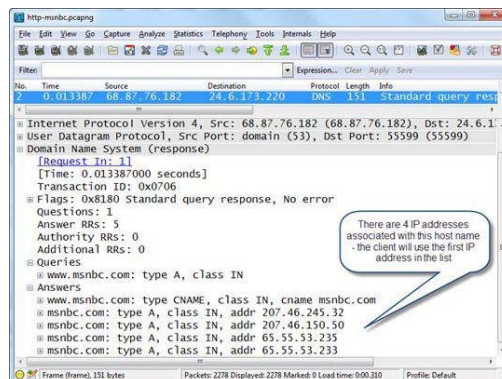 http-msnbc.pcapng
File Edit View Go Capture Analyze Statistics Telephony Tools Internals Help
Filter: Expression... Clear Apply Save
No. Time Source Destination Protocol Length Info
2 0.013387 68.87.76.182 24.6.173.220 DNS 151 Standard query resp
Internet Protocol Version 4, Src: 68.87.76.182 (68.87.76.182), Dst: 24.6.1
User Datagram Protocol, Src Port: domain (53), Dst Port: 55599 (55599)
Domain Name System (response)
[Request In: 1]
[Time: 0.013387000 seconds]
Transaction ID: 0x0706
Flags: 0x8180 Standard query response, No error
Questions: 1
Answer RRs: 5
Authority RRs: 0
Additional RRs: 0
Queries
www.msnbc.com: type A, class IN
Answers
www.msnbc.com: type CNAME, class IN, cname msnbc.com
msnbc.com: type A, class IN, addr 207.46.245.32
msnbc.com: type A, class IN, addr 207.46.150.50
msnbc.com: type A, class IN, addr 65.55.53.235
msnbc.com: type A, class IN, addr 65.55.53.233
There are 4 IP addresses
associated with this host name
- the client will use the first IP
address in the list
Frame (frame), 151 bytes Packets: 2278 Displayed: 2278 Marked: 0 Load time: 0:00.310 Profile: Default